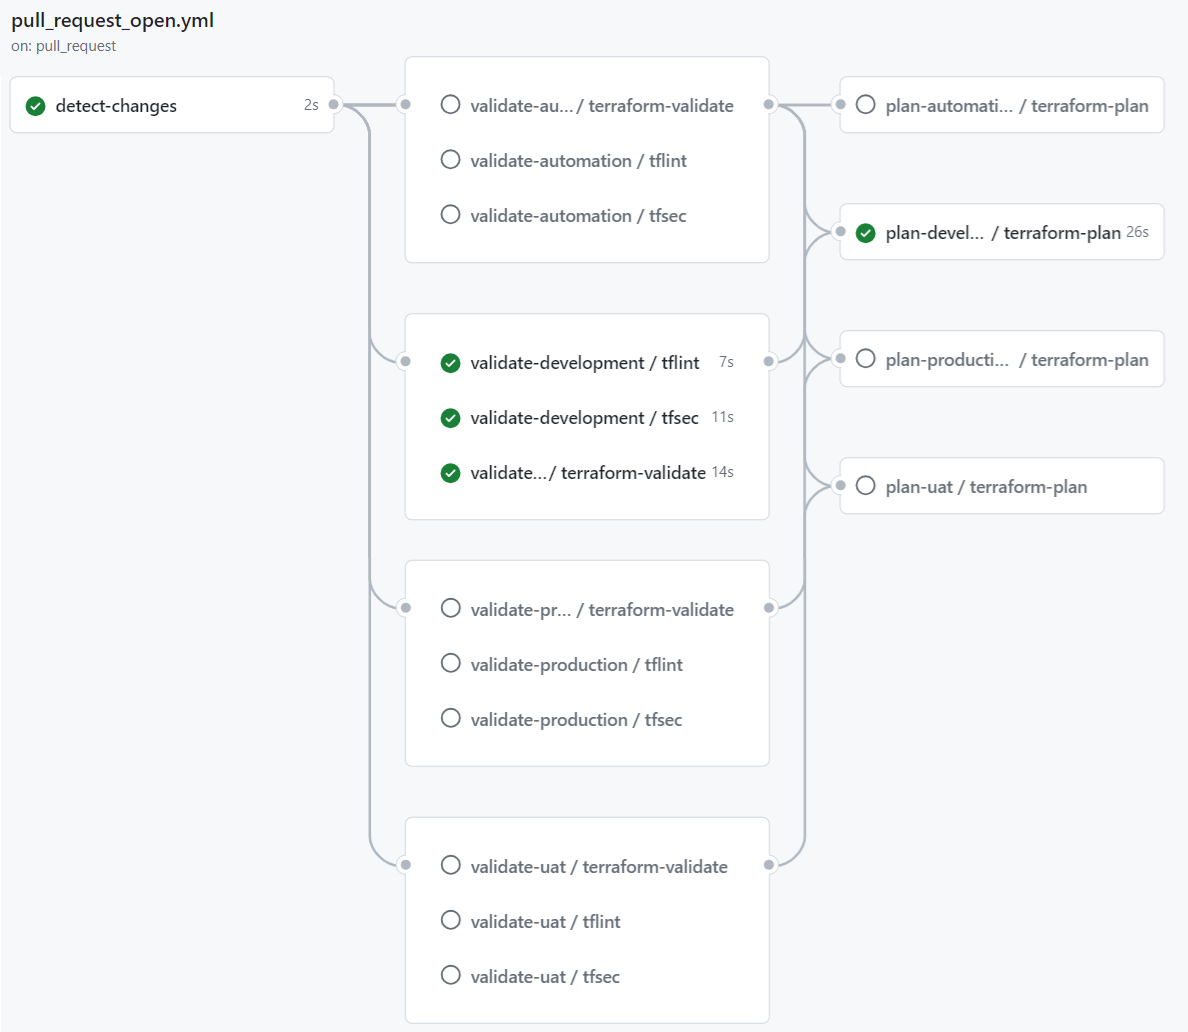 pull_request_open.yml
on: pull_request
detect-changes 2s
validate-au... / terraform-validate
validate-automation / tflint
validate-automation / tfsec
validate-development / tflint 7s
validate-development / tfsec 11s
validate... / terraform-validate 14s
validate-pr... / terraform-validate
validate-production / tflint
validate-production / tfsec
validate-uat / terraform-validate
validate-uat / tflint
validate-uat / tfsec
plan-automati... / terraform-plan
plan-devel... / terraform-plan 26s
plan-producti... / terraform-plan
plan-uat / terraform-plan